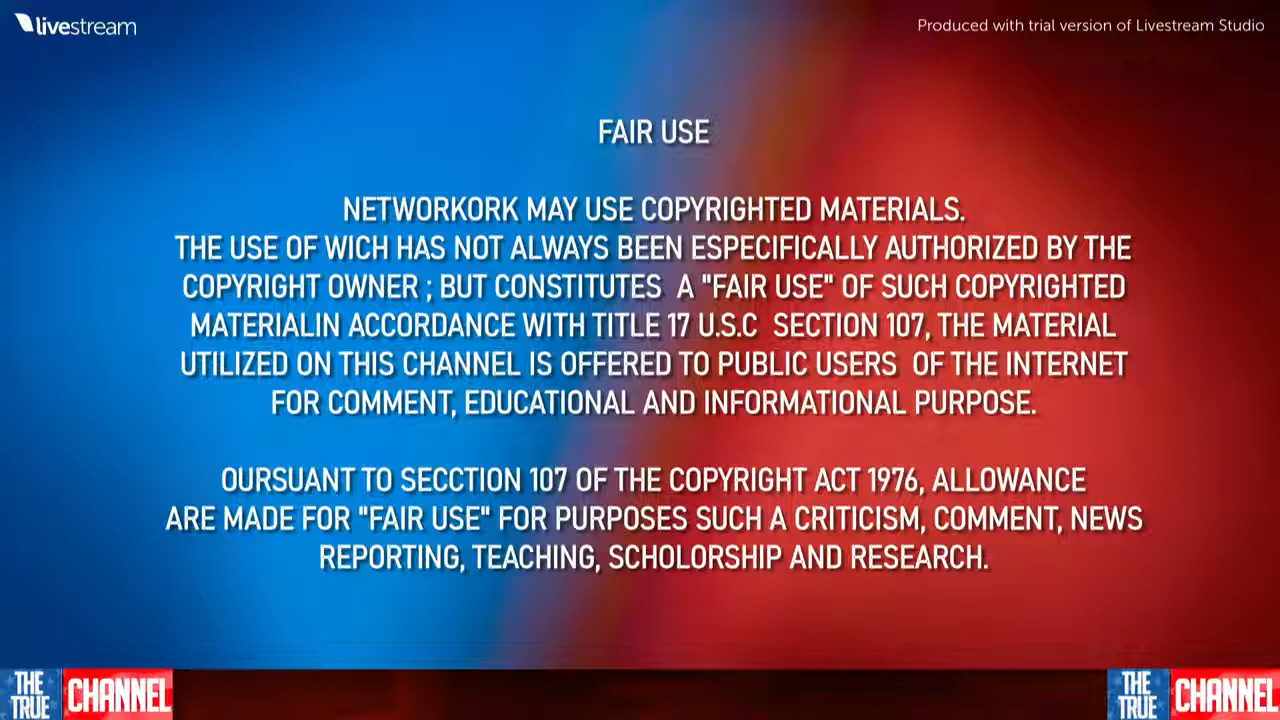 livestream
Produced with trial version of Livestream Studio
FAIR USE
NETWORKORK MAY USE COPYRIGHTED MATERIALS.
THE USE OF WICH HAS NOT ALWAYS BEEN ESPECIFICALLY AUTHORIZED BY THE
COPYRIGHT OWNER ; BUT CONSTITUTES  A "FAIR USE" OF SUCH COPYRIGHTED
MATERIALIN ACCORDANCE WITH TITLE 17 U.S.C  SECTION 107, THE MATERIAL
UTILIZED ON THIS CHANNEL IS OFFERED TO PUBLIC USERS  OF THE INTERNET
FOR COMMENT, EDUCATIONAL AND INFORMATIONAL PURPOSE.
OURSUANT TO SECCTION 107 OF THE COPYRIGHT ACT 1976, ALLOWANCE
ARE MADE FOR "FAIR USE" FOR PURPOSES SUCH A CRITICISM, COMMENT, NEWS
REPORTING, TEACHING, SCHOLORSHIP AND RESEARCH.
THE TRUE CHANNEL
THE TRUE CHANNEL